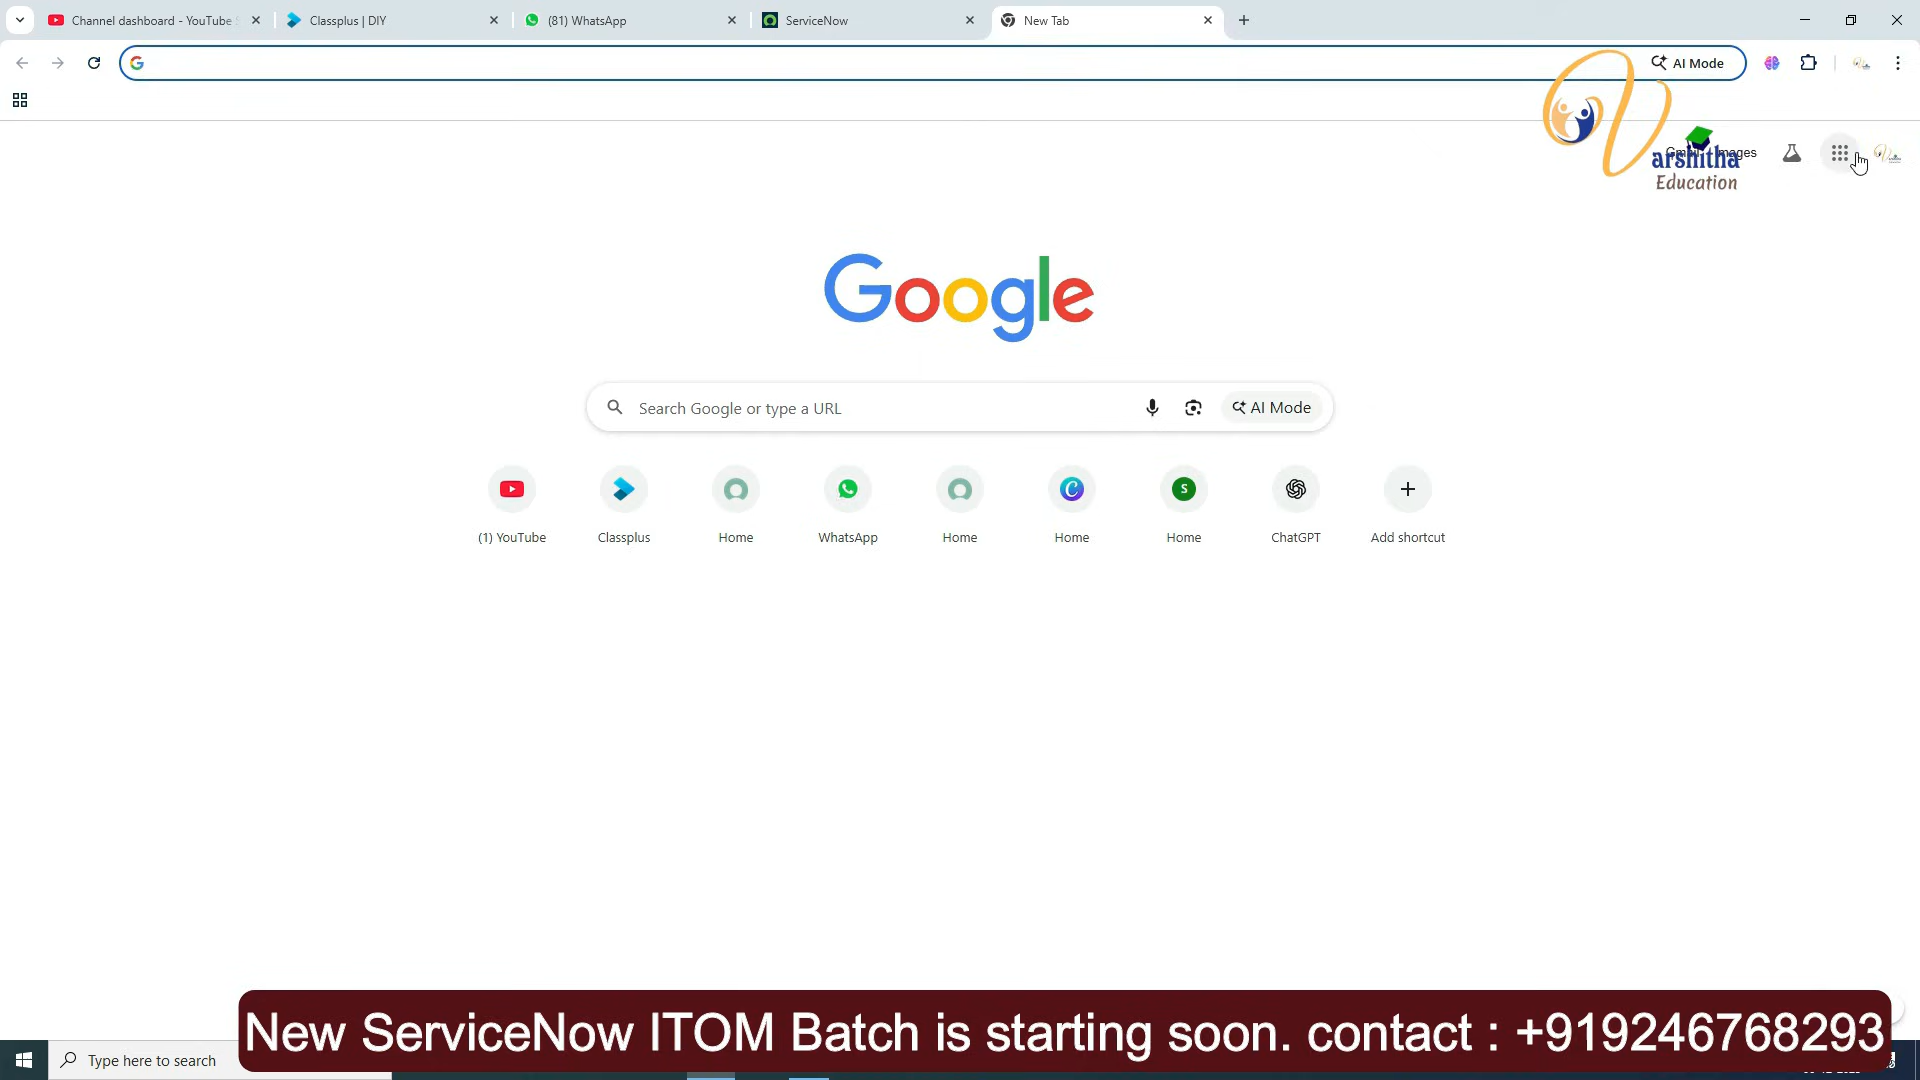 Channel dashboard - YouTube
Classplus | DIY
(81) WhatsApp
ServiceNow
New Tab
AI Mode
Varshitha
Education
Google
Search Google or type a URL
AI Mode
(1) YouTube
Classplus
Home
WhatsApp
Home
Home
S
Home
ChatGPT
Add shortcut
New ServiceNow ITOM Batch is starting soon. contact : +919246768293
Type here to search